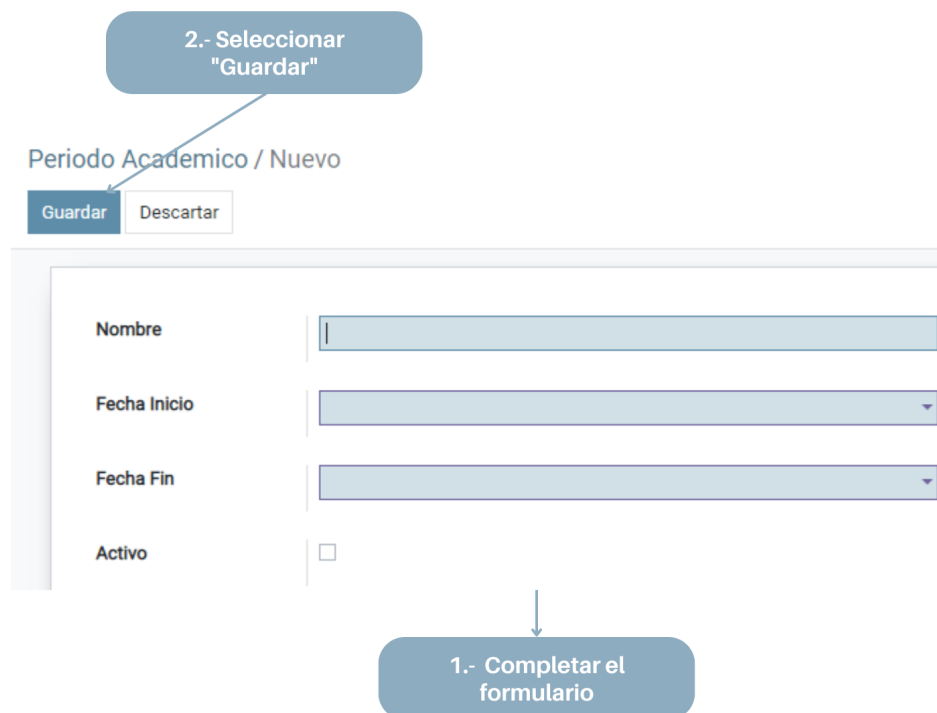 2.- Seleccionar
"Guardar"
Periodo Academico / Nuevo
Guardar Descartar
Nombre
Fecha Inicio
Fecha Fin
Activo
1.- Completar el
formulario